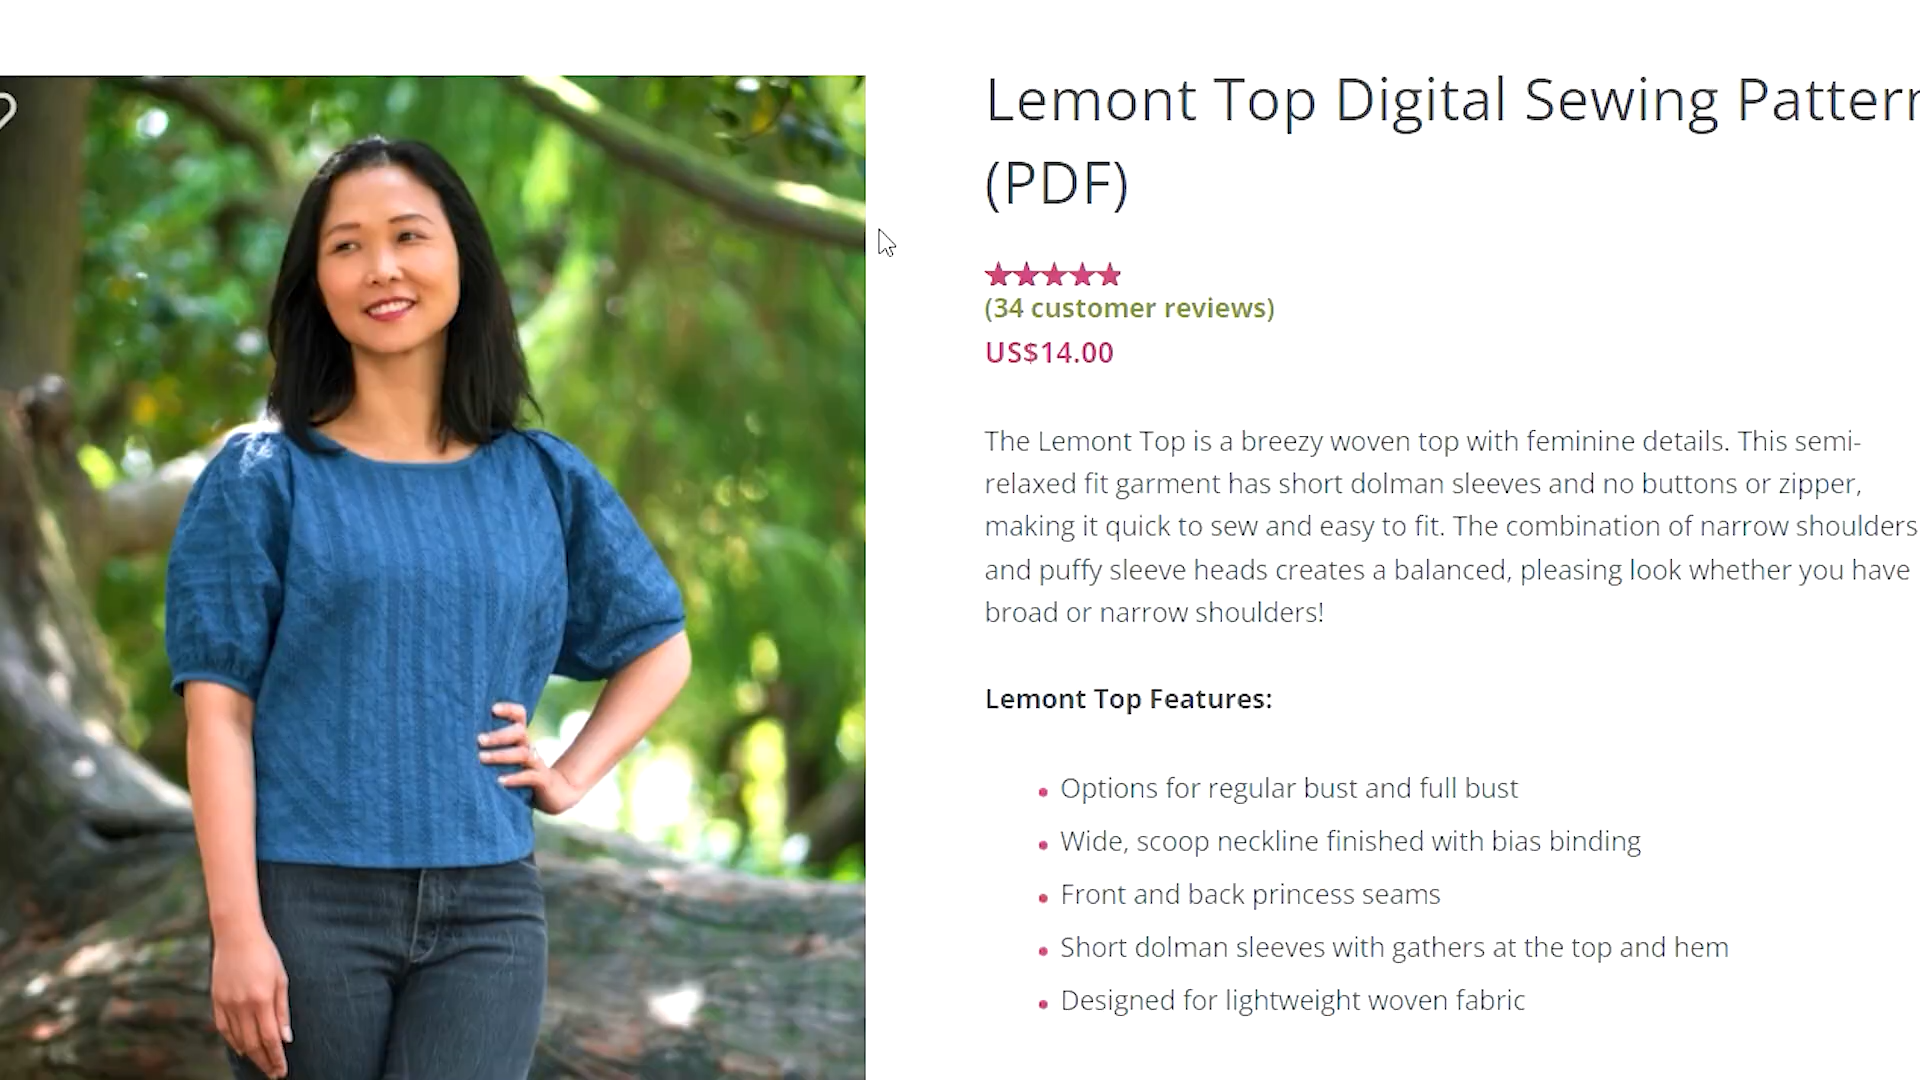 Lemont Top Digital Sewing Pattern
(PDF)
(34 customer reviews)
US$14.00
The Lemont Top is a breezy woven top with feminine details. This semi-
relaxed fit garment has short dolman sleeves and no buttons or zipper,
making it quick to sew and easy to fit. The combination of narrow shoulders
and puffy sleeve heads creates a balanced, pleasing look whether you have
broad or narrow shoulders!
Lemont Top Features:
Options for regular bust and full bust
Wide, scoop neckline finished with bias binding
Front and back princess seams
Short dolman sleeves with gathers at the top and hem
Designed for lightweight woven fabric